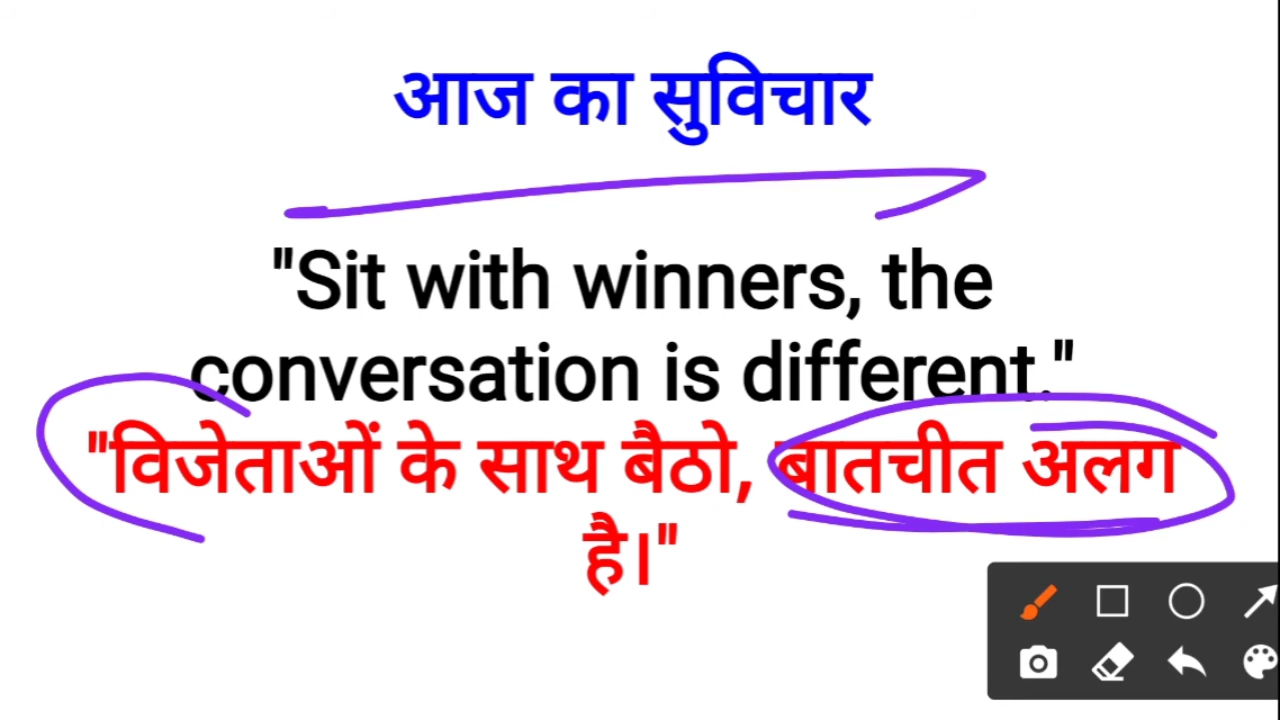 आज का सुविचार
"Sit with winners, the
conversation is different."
"विजेताओं के साथ बैठो, बातचीत अलग
है।"